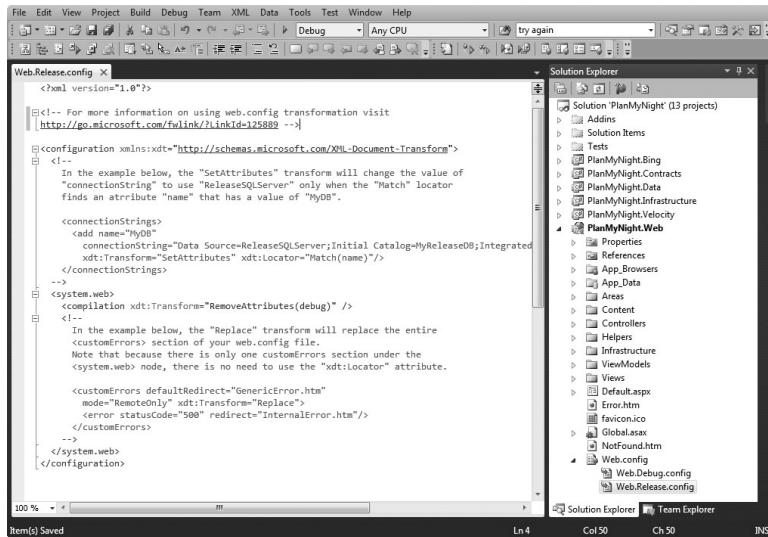 File Edit View Project Build Debug Team XML Data Tools Test Window Help
Debug Any CPU try again
Web.Release.config
<?xml version="1.0"?>
<!-- For more information on using web.config transformation visit
http://go.microsoft.com/fwlink/?LinkId=125889 -->
<configuration xmlns:xdt="http://schemas.microsoft.com/XML-Document-Transform">
<!--
In the example below, the "SetAttributes" transform will change the value of
"connectionString" to use "ReleaseSQLServer" only when the "Match" locator
finds an atrribute "name" that has a value of "MyDB".
<connectionStrings>
<add name="MyDB"
connectionString="Data Source=ReleaseSQLServer;Initial Catalog=MyReleaseDB;Integrated
xdt:Transform="SetAttributes" xdt:Locator="Match(name)"/>
</connectionStrings>
-->
<system.web>
<compilation xdt:Transform="RemoveAttributes(debug)" />
<!--
In the example below, the "Replace" transform will replace the entire
<customErrors> section of your web.config file.
Note that because there is only one customErrors section under the
<system.web> node, there is no need to use the "xdt:Locator" attribute.
<customErrors defaultRedirect="GenericError.htm"
mode="RemoteOnly" xdt:Transform="Replace">
<error statusCode="500" redirect="InternalError.htm"/>
</customErrors>
-->
</system.web>
</configuration>
100 %
Solution Explorer
Solution 'PlanMyNight' (13 projects)
Addins
Solution Items
Tests
PlanMyNight.Bing
PlanMyNight.Contracts
PlanMyNight.Data
PlanMyNight.Infrastructure
PlanMyNight.Velocity
PlanMyNight.Web
Properties
References
App_Browsers
App_Data
Areas
Content
Controllers
Helpers
Infrastructure
ViewModels
Views
Default.aspx
Error.htm
favicon.ico
Global.asax
NotFound.htm
Web.config
Web.Debug.config
Web.Release.config
Solution Explorer Team Explorer
Item(s) Saved Ln 4 Col 50 Ch 50 INS